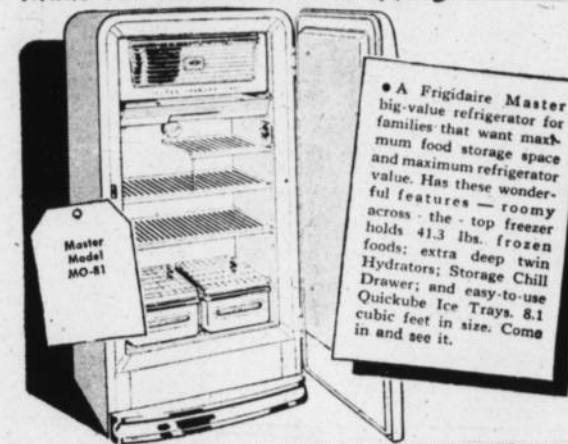 Master
Model
MO-81
• A Frigidaire Master
big-value refrigerator for
families that want maxi-
mum food storage space
and maximum refrigerator
value. Has these wonder-
ful features — roomy
across - the - top freezer
holds 41.3 lbs. frozen
foods; extra deep twin
Hydrators; Storage Chill
Drawer; and easy-to-use
Quickube Ice Trays. 8.1
cubic feet in size. Come
in and see it.